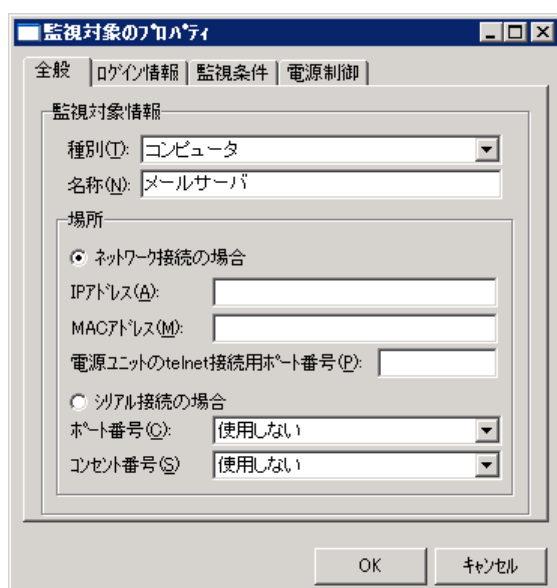 監視対象のﾌﾟﾛﾊﾟﾃｨ
全般 ﾛｸﾞｲﾝ情報 監視条件 電源制御
監視対象情報
種別(T): コンピュータ
名称(N): メールサーバ
場所
ﾈｯﾄﾜｰｸ接続の場合
IPｱﾄﾞﾚｽ(A):
MACｱﾄﾞﾚｽ(M):
電源ﾕﾆｯﾄのtelnet接続用ﾎﾟｰﾄ番号(P):
ｼﾘｱﾙ接続の場合
ﾎﾟｰﾄ番号(C): 使用しない
ｺﾝｾﾝﾄ番号(S) 使用しない
OK ｷｬﾝｾﾙ